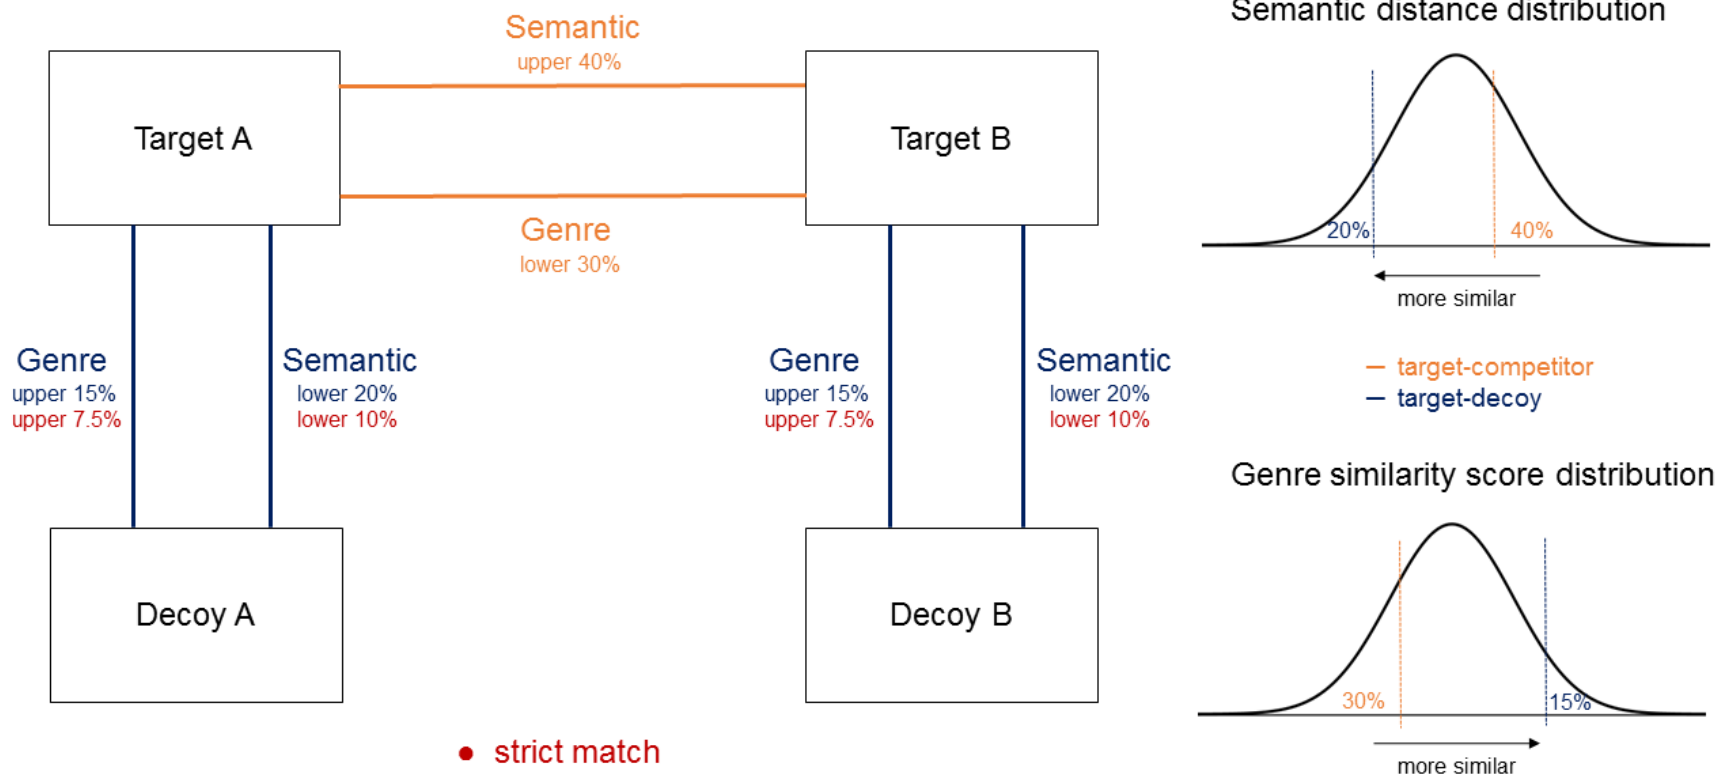 Semantic
upper 40%
Target A
Target B
Genre
lower 30%
Genre
upper 15%
upper 7.5%
Semantic
lower 20%
lower 10%
Genre
upper 15%
upper 7.5%
Semantic
lower 20%
lower 10%
Decoy A
Decoy B
• strict match
Semantic distance distribution
20%
40%
more similar
target-competitor
target-decoy
Genre similarity score distribution
30%
15%
more similar